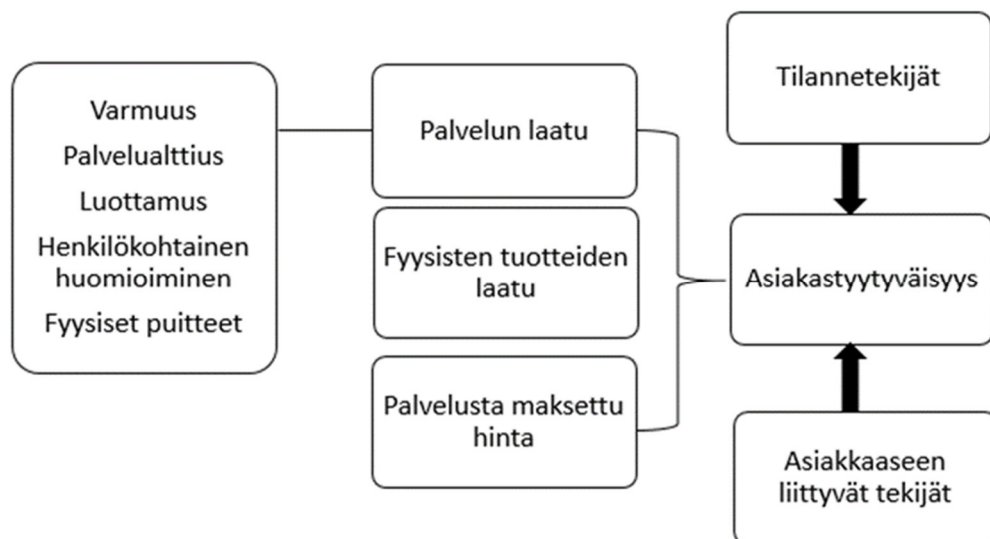 Varmuus
Palvelualttius
Luottamus
Henkilökohtainen
huomioiminen
Fyysiset puitteet
Palvelun laatu
Fyysisten tuotteiden
laatu
Palvelusta maksettu
hinta
Tilannetekijät
Asiakastyytyväisyys
Asiakkaaseen
liittyvät tekijät